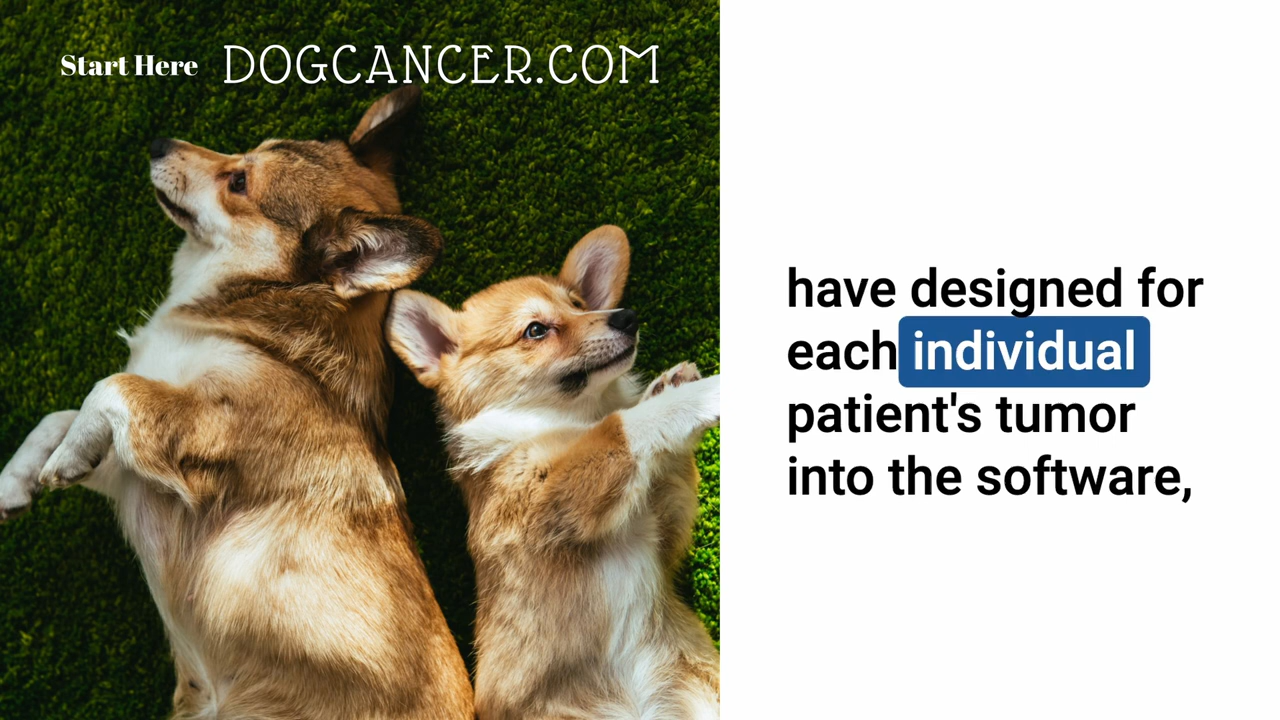 Start Here DOGCANCER.COM
have designed for
each individual
patient's tumor
into the software,